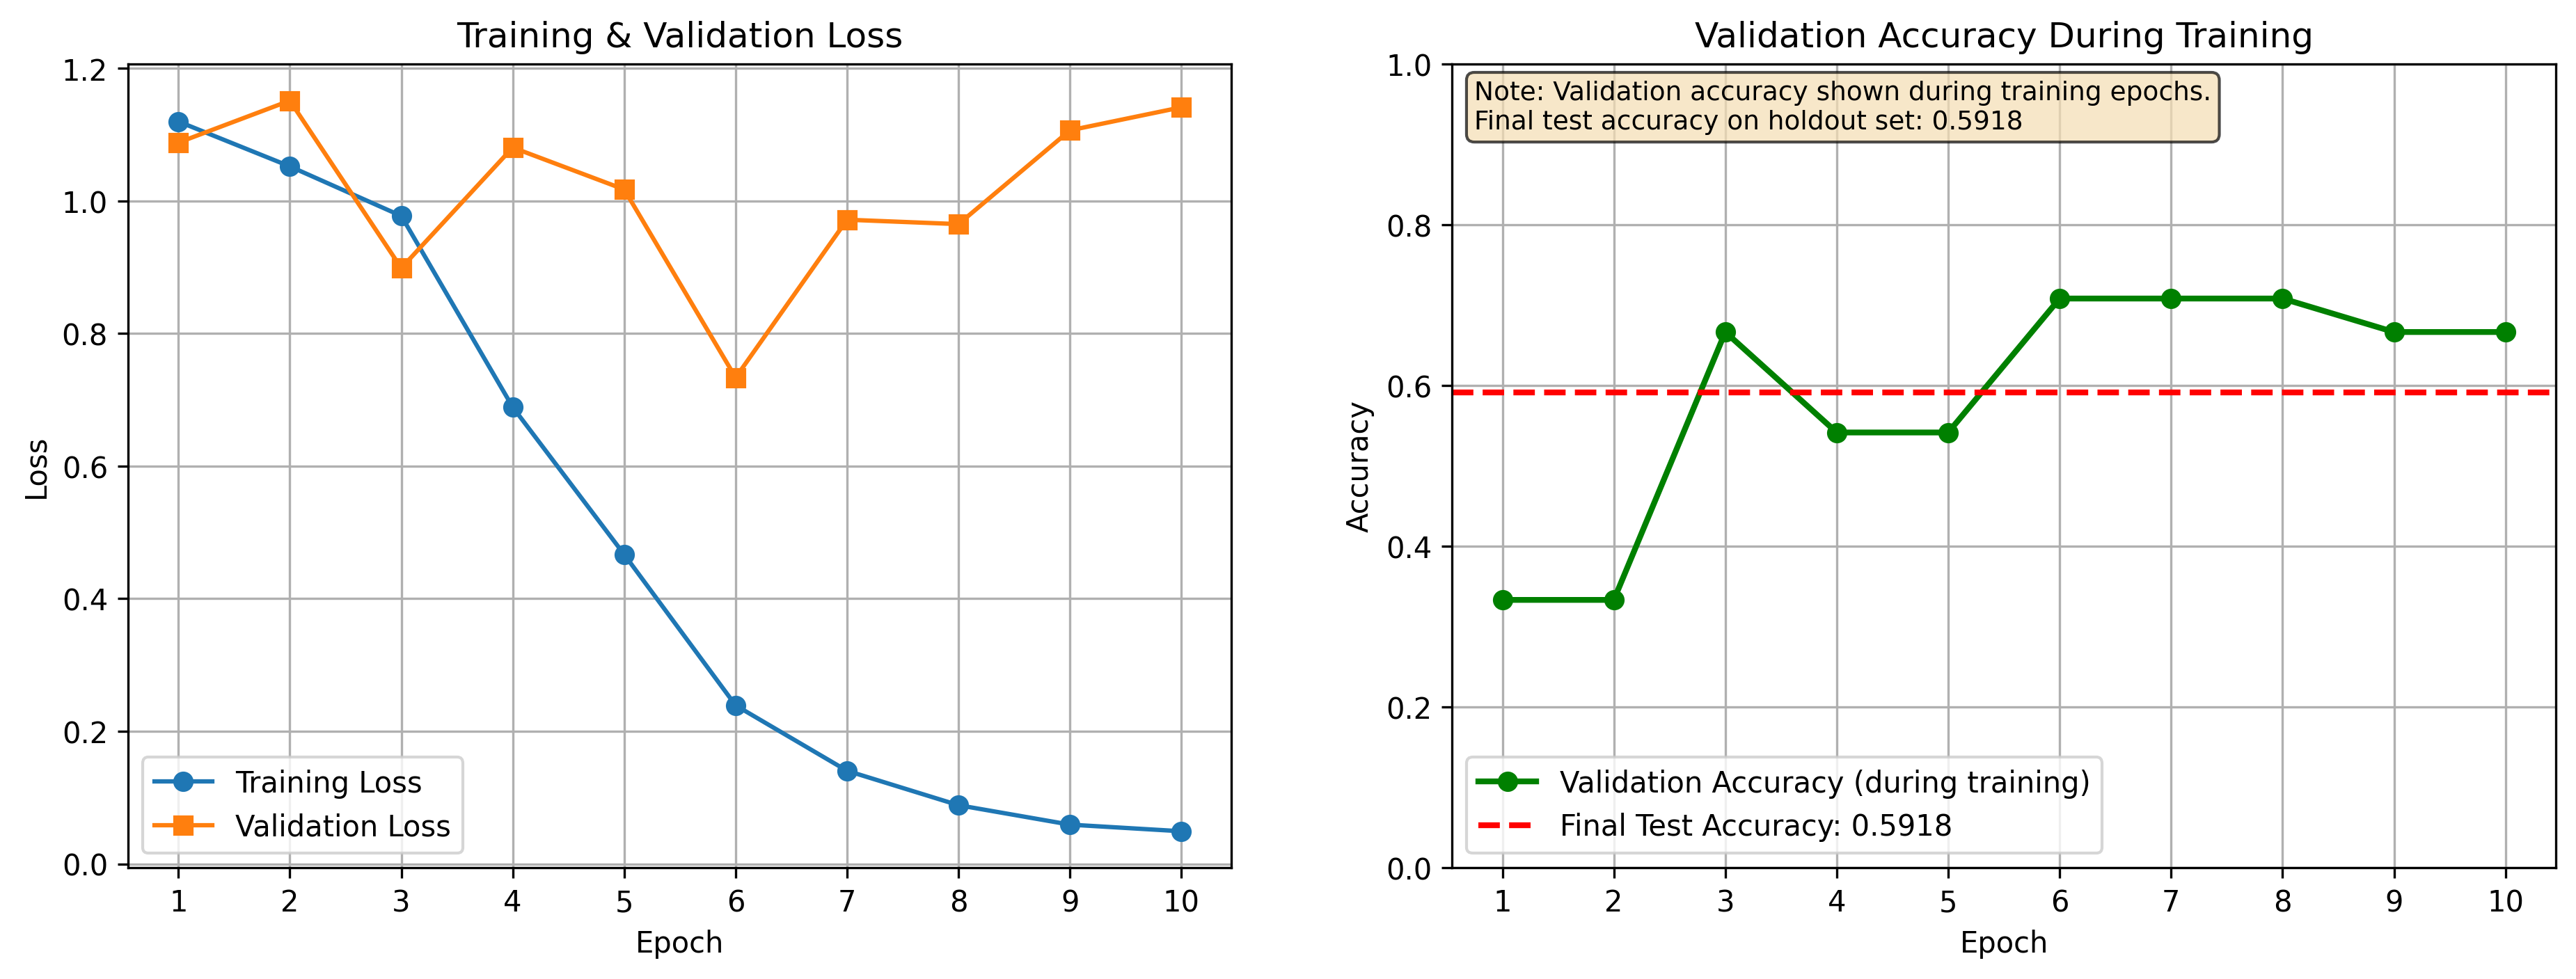 Training & Validation Loss
1.2
1.0
0.8
0.6
0.4
0.2
0.0
Loss
Training Loss
Validation Loss
1 2 3 4 5 6 7 8 9 10
Epoch
Validation Accuracy During Training
1.0
0.8
0.6
0.4
0.2
0.0
Accuracy
Note: Validation accuracy shown during training epochs.
Final test accuracy on holdout set: 0.5918
Validation Accuracy (during training)
Final Test Accuracy: 0.5918
1 2 3 4 5 6 7 8 9 10
Epoch